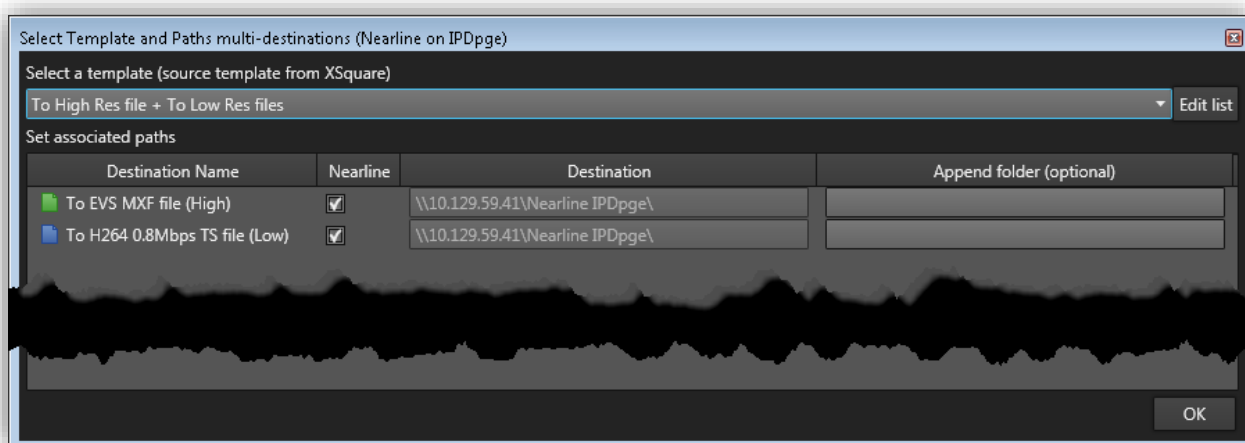 Select Template and Paths multi-destinations (Nearline on IPDpge)
Select a template (source template from XSquare)
To High Res file + To Low Res files Edit list
Set associated paths
Destination Name Nearline Destination Append folder (optional)
To EVS MXF file (High) \\10.129.59.41\Nearline IPDpge\
To H264 0.8Mbps TS file (Low) \\10.129.59.41\Nearline IPDpge\
OK